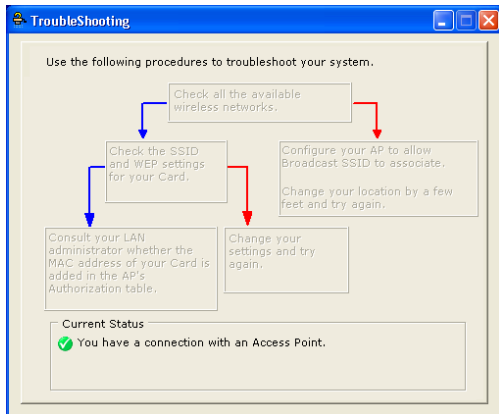 TroubleShooting
Use the following procedures to troubleshoot your system.
Check all the available
wireless networks.
Check the SSID
and WEP settings
for your Card.
Configure your AP to allow
Broadcast SSID to associate.
Change your location by a few
feet and try again.
Consult your LAN
administrator whether the
MAC address of your Card is
added in the AP's
Authorization table.
Change your
settings and try
again.
Current Status
You have a connection with an Access Point.